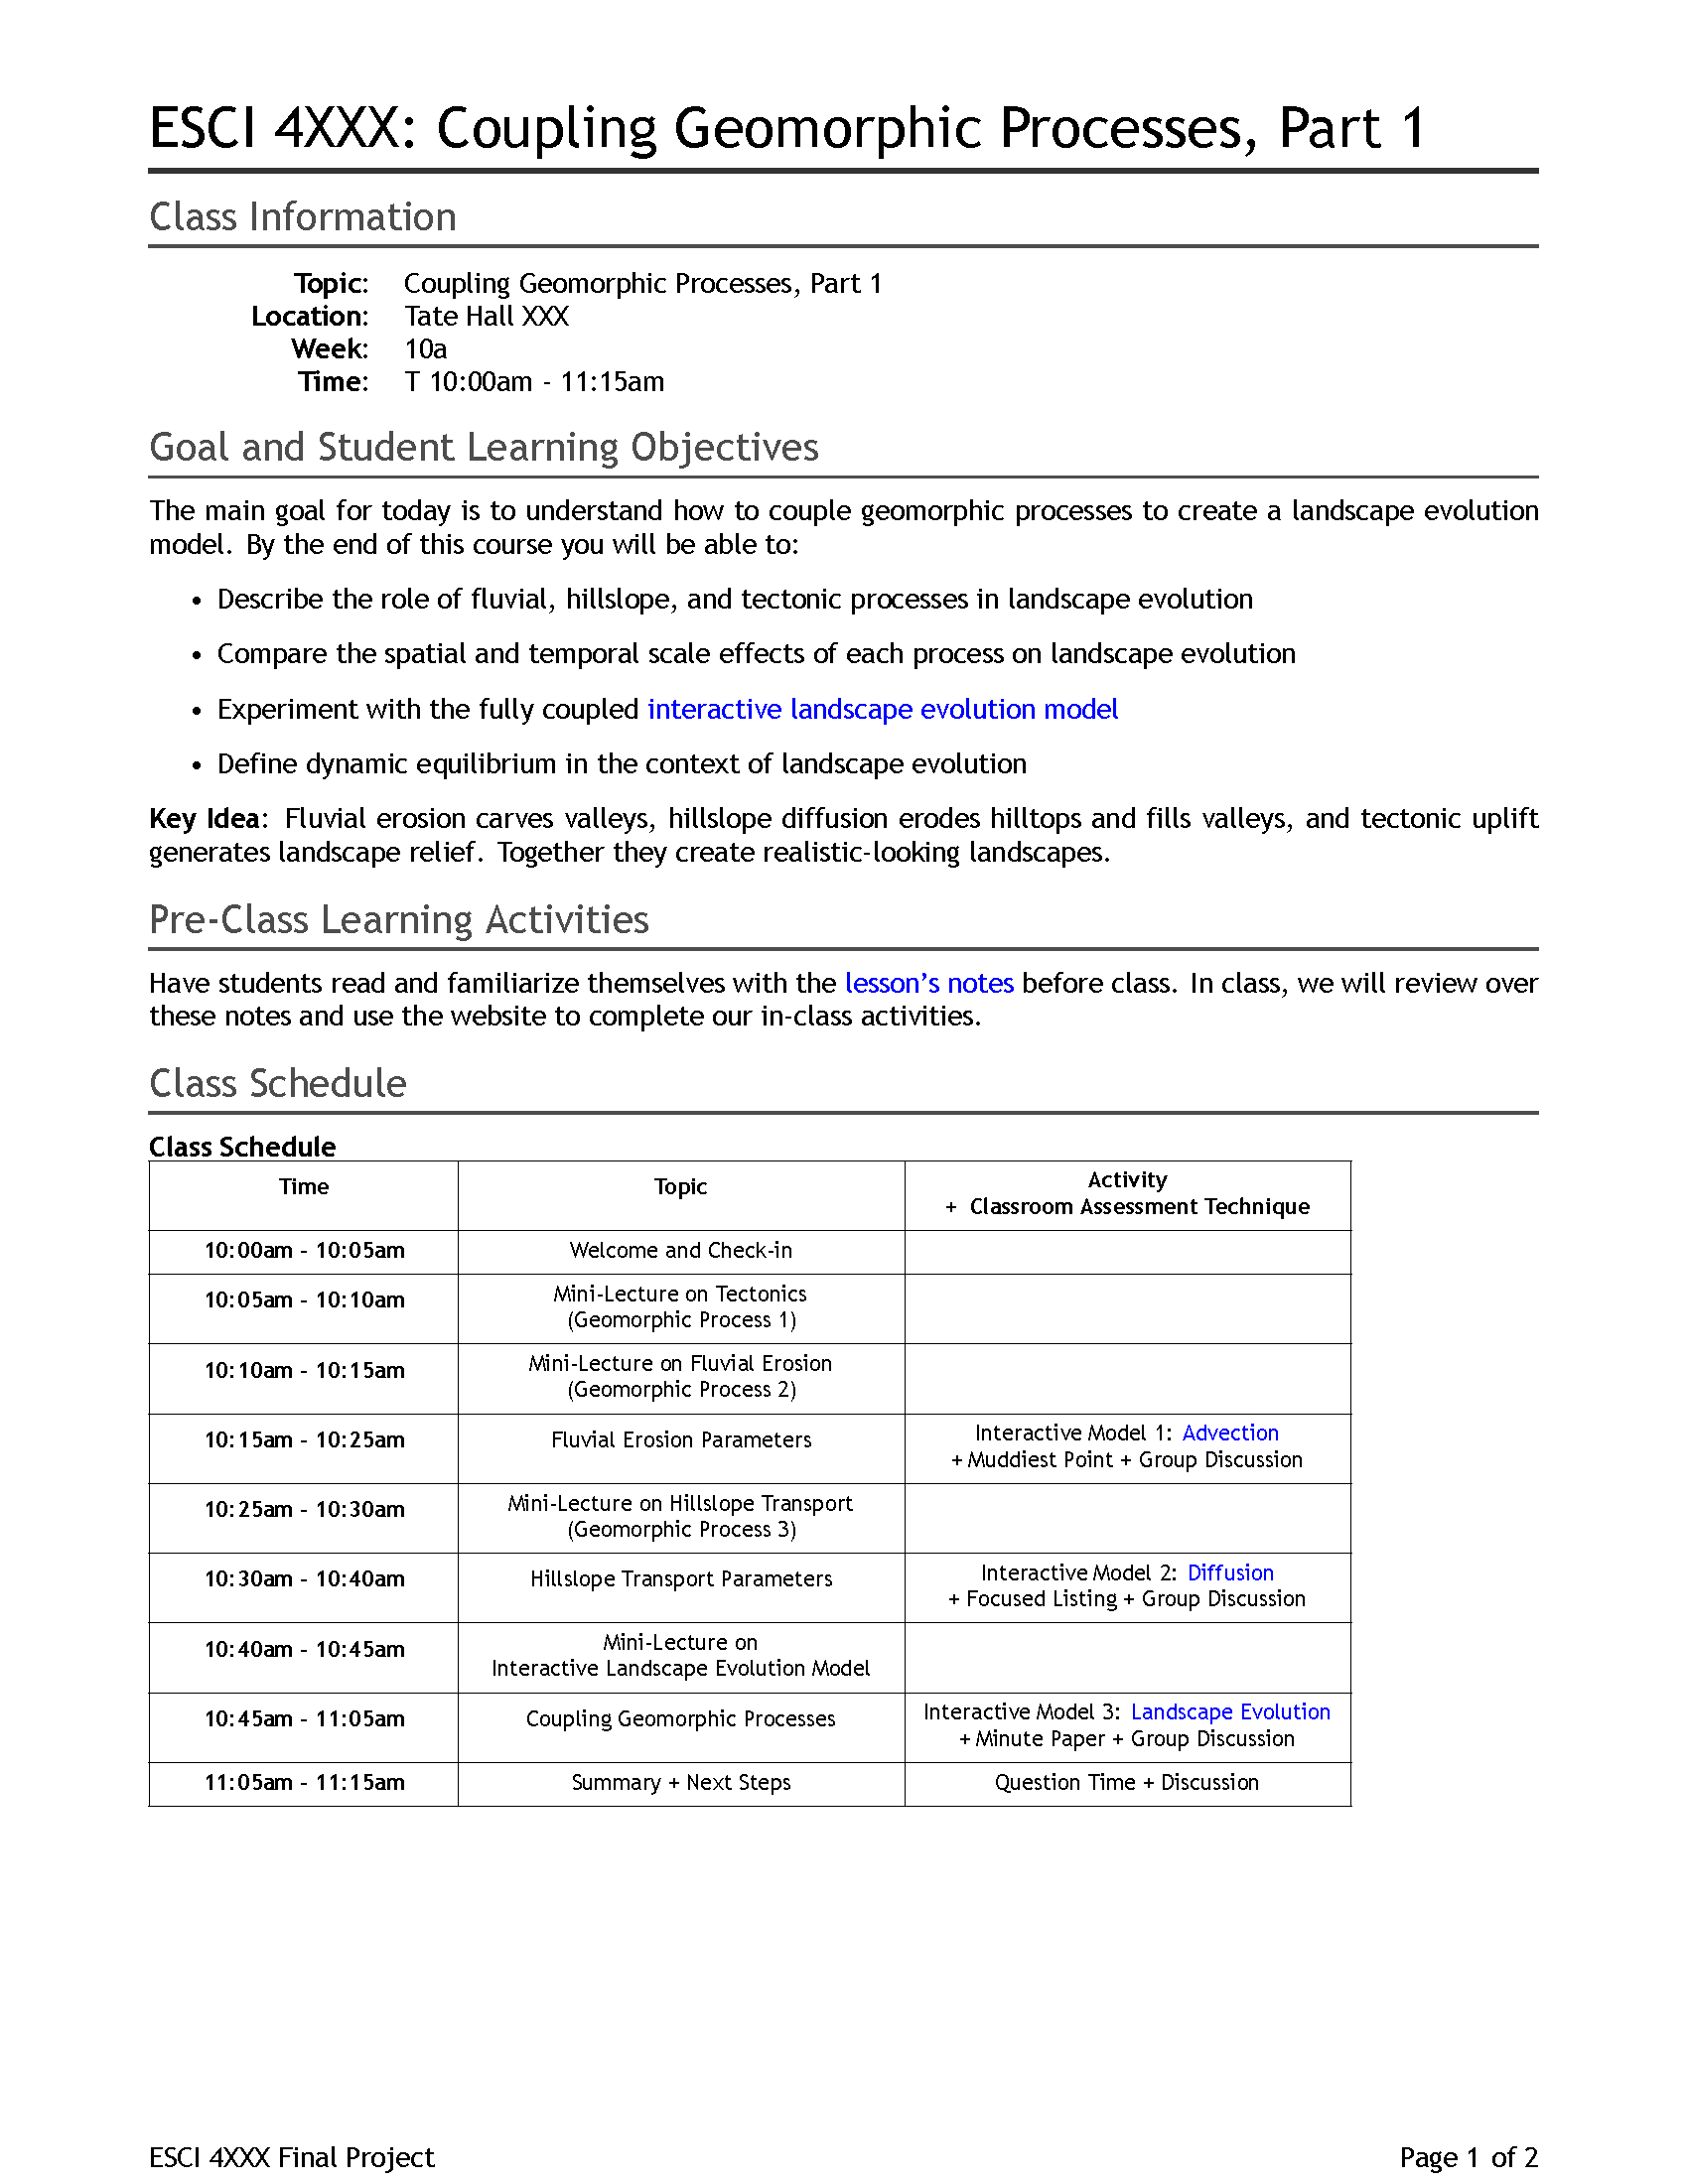 ESCI 4XXX: Coupling Geomorphic Processes, Part 1
Class Information
Topic: Coupling Geomorphic Processes, Part 1
Location: Tate Hall XXX
Week: 10a
Time: T 10:00am - 11:15am
Goal and Student Learning Objectives
The main goal for today is to understand how to couple geomorphic processes to create a landscape evolution
model. By the end of this course you will be able to:
• Describe the role of fluvial, hillslope, and tectonic processes in landscape evolution
• Compare the spatial and temporal scale effects of each process on landscape evolution
• Experiment with the fully coupled interactive landscape evolution model
• Define dynamic equilibrium in the context of landscape evolution
Key Idea: Fluvial erosion carves valleys, hillslope diffusion erodes hilltops and fills valleys, and tectonic uplift
generates landscape relief. Together they create realistic-looking landscapes.
Pre-Class Learning Activities
Have students read and familiarize themselves with the lesson's notes before class. In class, we will review over
these notes and use the website to complete our in-class activities.
Class Schedule
Class Schedule
Time
Topic
Activity
+ Classroom Assessment Technique
10:00am - 10:05am
Welcome and Check-in
10:05am - 10:10am
Mini-Lecture on Tectonics
(Geomorphic Process 1)
10:10am - 10:15am
Mini-Lecture on Fluvial Erosion
(Geomorphic Process 2)
10:15am - 10:25am
Fluvial Erosion Parameters
Interactive Model 1: Advection
+ Muddiest Point + Group Discussion
10:25am - 10:30am
Mini-Lecture on Hillslope Transport
(Geomorphic Process 3)
10:30am - 10:40am
Hillslope Transport Parameters
Interactive Model 2: Diffusion
+ Focused Listing + Group Discussion
10:40am - 10:45am
Mini-Lecture on
Interactive Landscape Evolution Model
10:45am - 11:05am
Coupling Geomorphic Processes
Interactive Model 3: Landscape Evolution
+ Minute Paper + Group Discussion
11:05am - 11:15am
Summary + Next Steps
Question Time + Discussion
ESCI 4XXX Final Project
Page 1 of 2